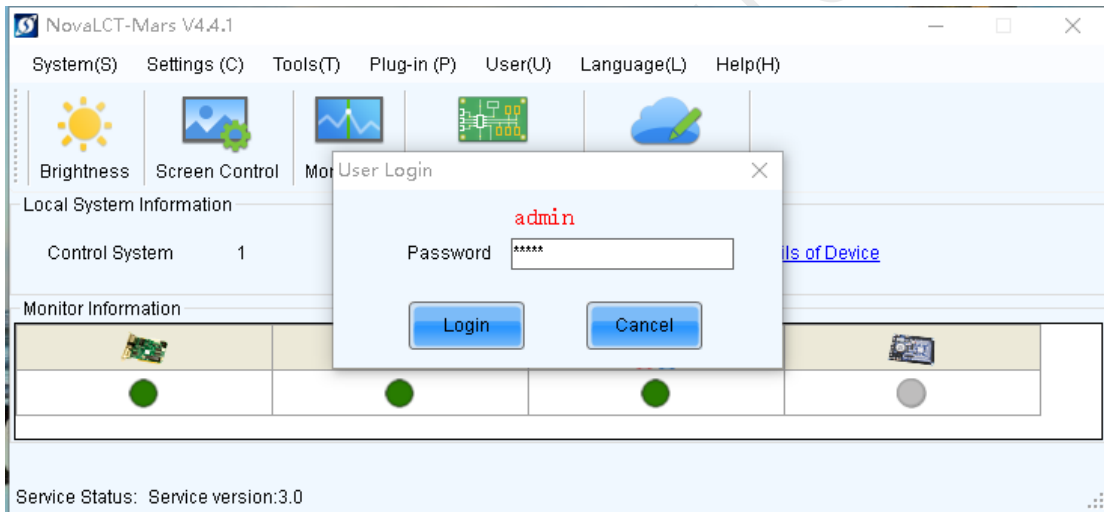 NovaLCT-Mars V4.4.1
System(S) Settings (C) Tools(T) Plug-in (P) User(U) Language(L) Help(H)
Brightness Screen Control
User Login
Local System Information
admin
Control System 1
Password *****
of Device
Monitor Information
Login Cancel
Service Status: Service version:3.0